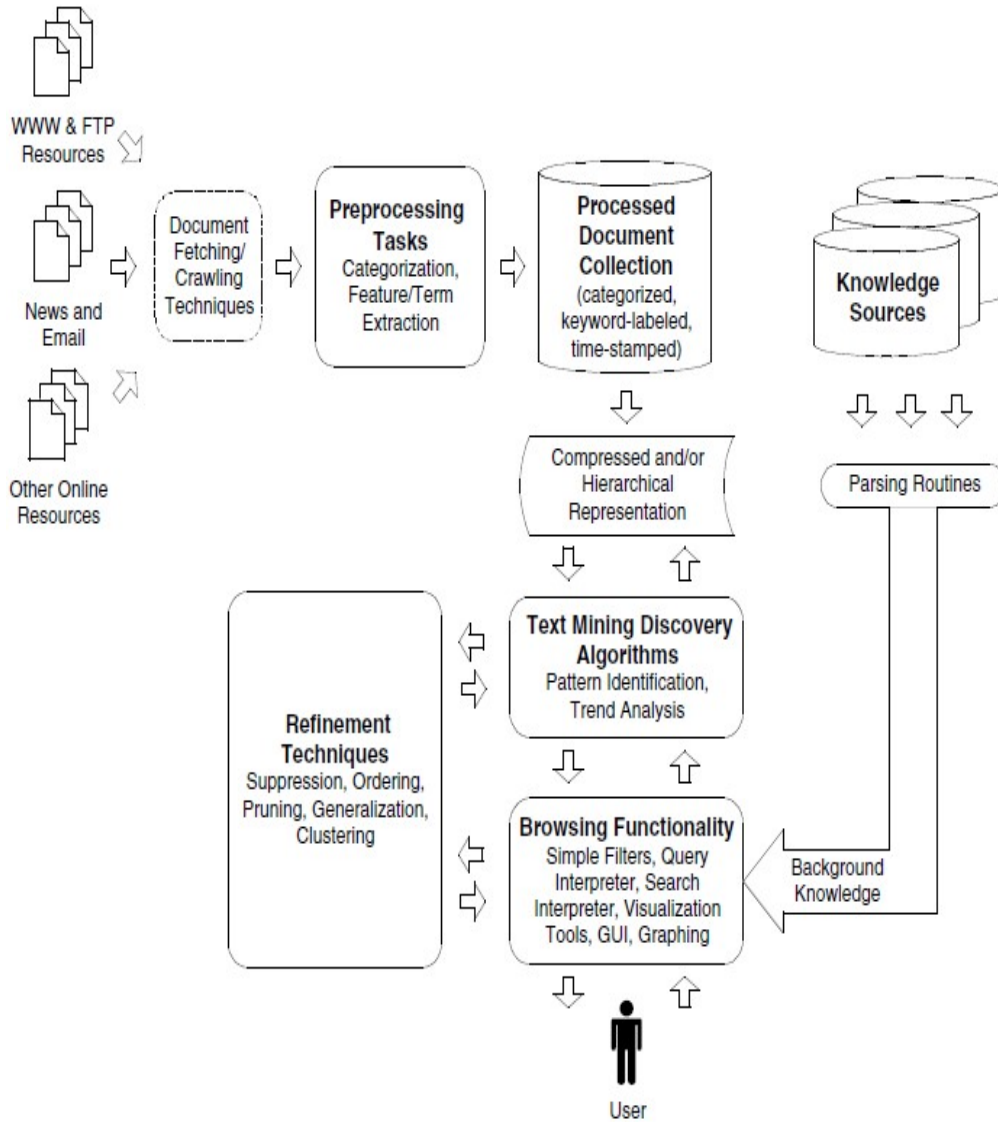 WWW & FTP
Resources
News and
Email
Other Online
Resources
Document
Fetching/
Crawling
Techniques
Preprocessing
Tasks
Categorization,
Feature/Term
Extraction
Processed
Document
Collection
(categorized,
keyword-labeled,
time-stamped)
Knowledge
Sources
Compressed and/or
Hierarchical
Representation
Parsing Routines
Text Mining Discovery
Algorithms
Pattern Identification,
Trend Analysis
Refinement
Techniques
Suppression, Ordering,
Pruning, Generalization,
Clustering
Browsing Functionality
Simple Filters, Query
Interpreter, Search
Interpreter, Visualization
Tools, GUI, Graphing
Background
Knowledge
User